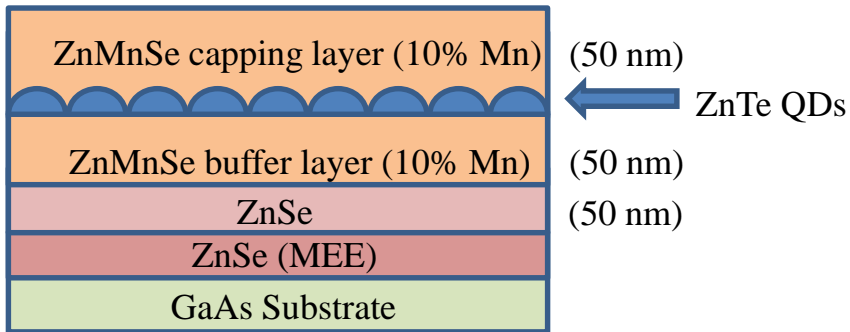 ZnMnSe capping layer (10% Mn) (50 nm)
ZnTe QDs
ZnMnSe buffer layer (10% Mn) (50 nm)
ZnSe (50 nm)
ZnSe (MEE)
GaAs Substrate